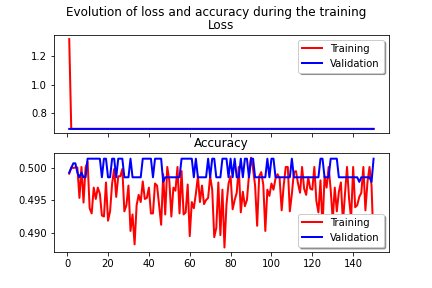 Evolution of loss and accuracy during the training
Loss
1.2
1.0
0.8
Training
Validation
Accuracy
0.500
0.495
0.490
Training
Validation
0 20 40 60 80 100 120 140